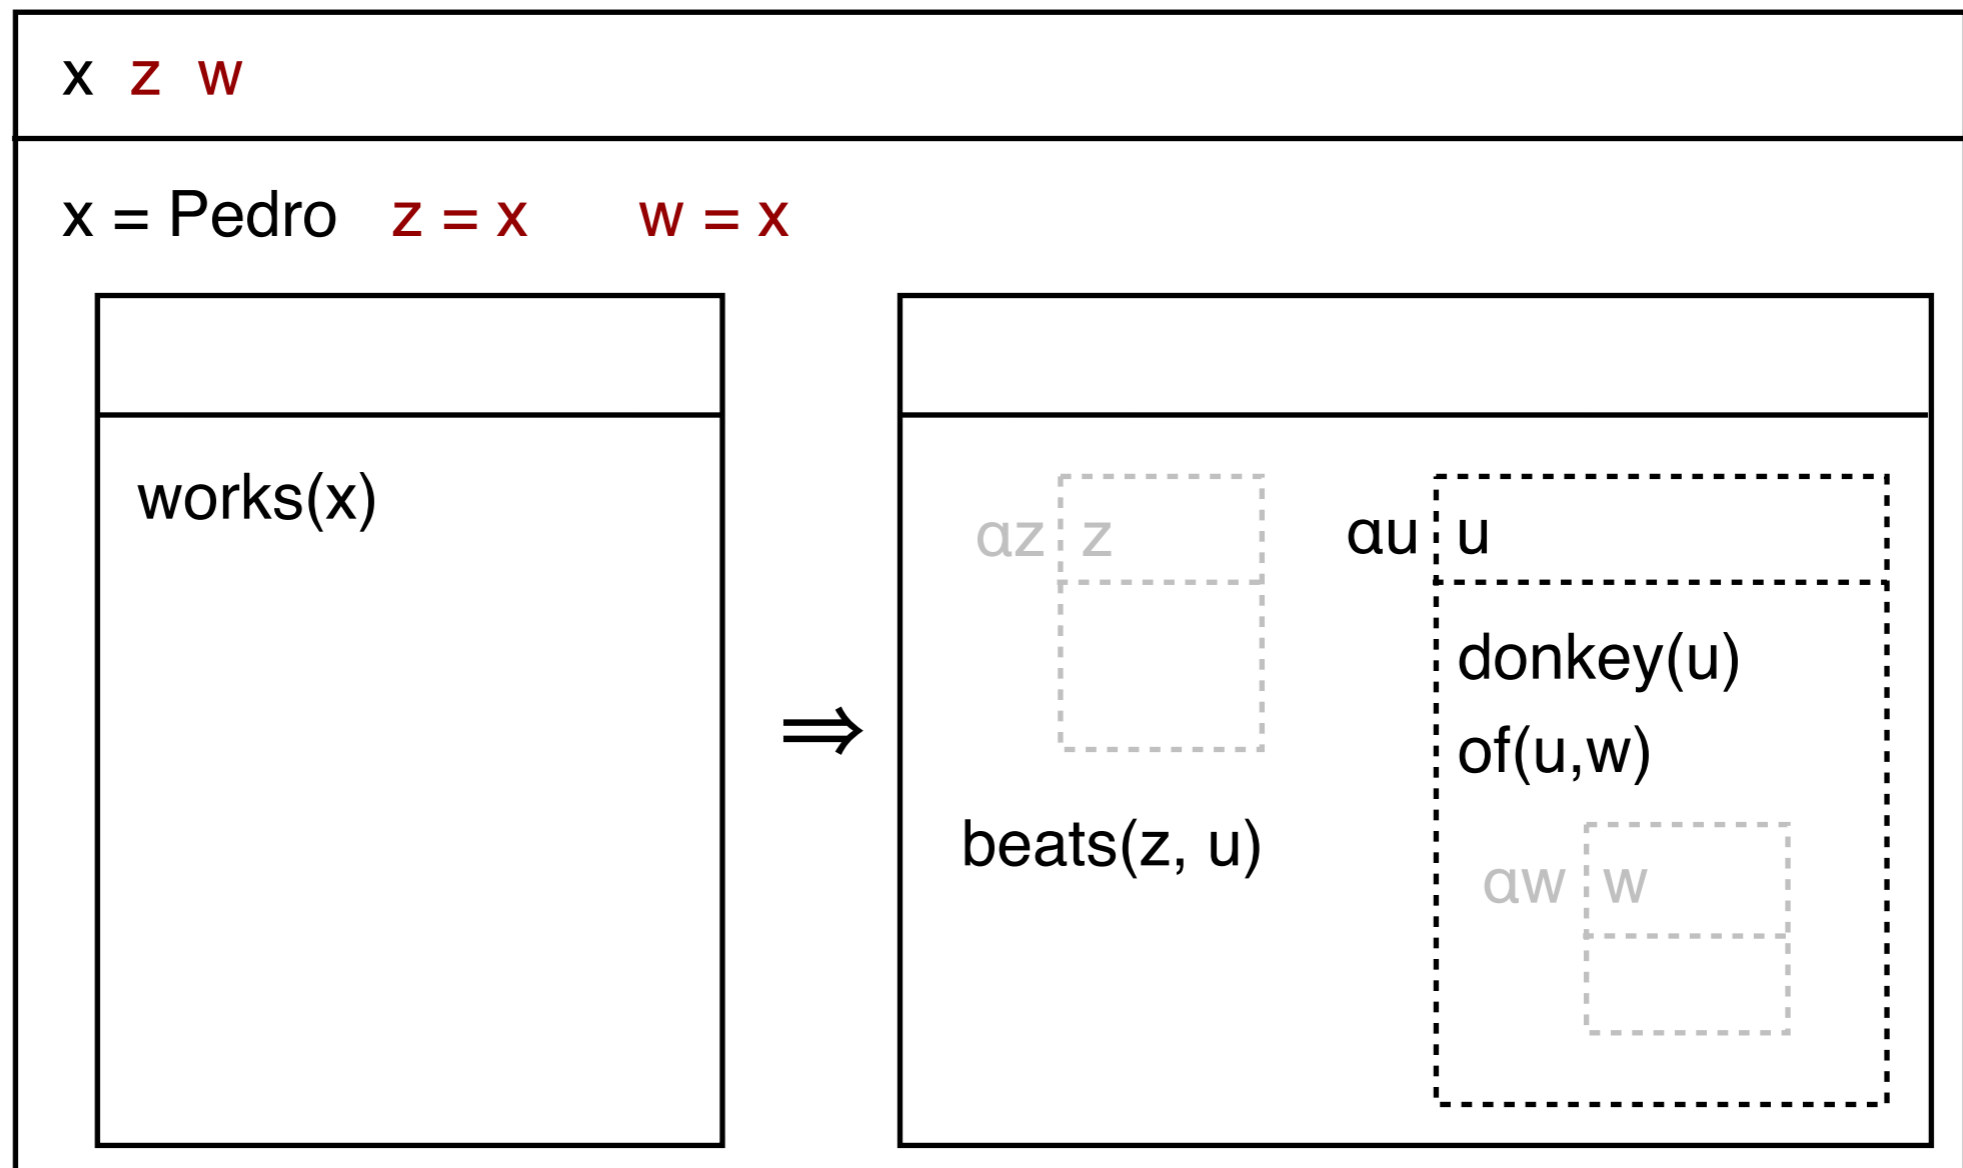 x z w
x = Pedro z = x w = x
works(x)
⇒
αz z
αu u
donkey(u)
of(u,w)
beats(z, u)
αw w